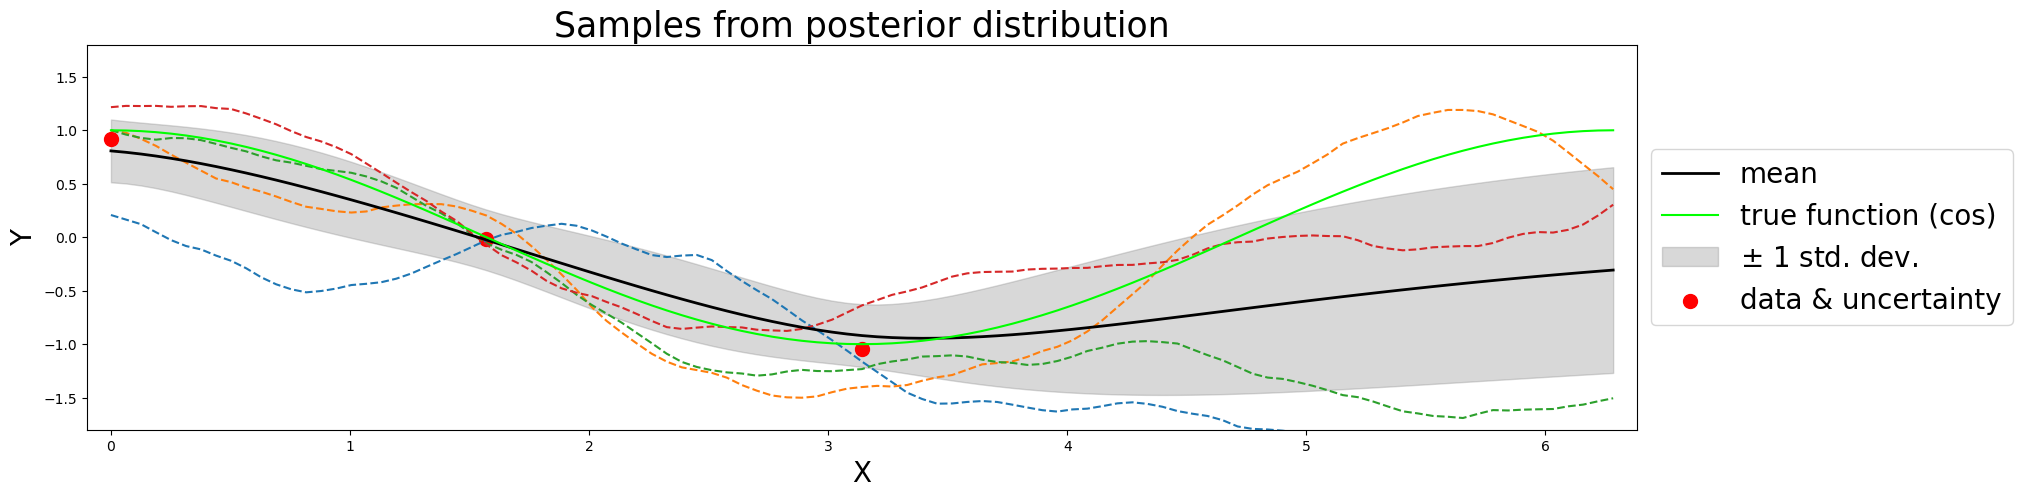 Samples from posterior distribution
Y
1.5
1.0
0.5
0.0
−0.5
−1.0
−1.5
0 1 2 3 4 5 6
X
mean
true function (cos)
± 1 std. dev.
data & uncertainty